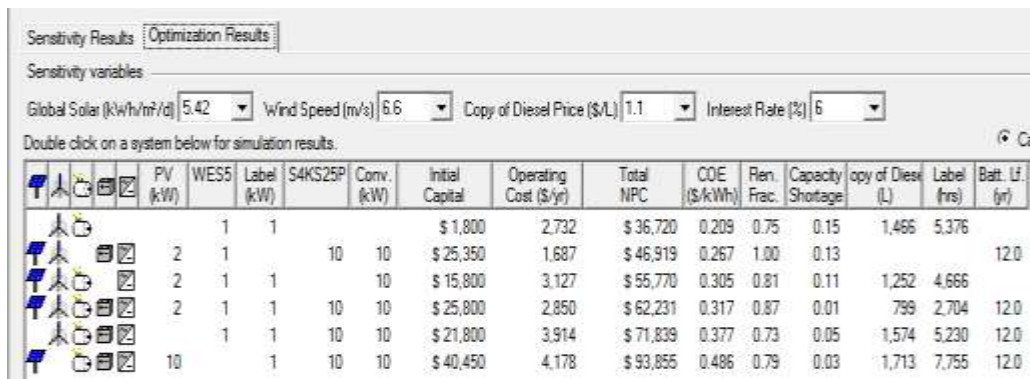 Sensitivity Results Optimization Results
Sensitivity variables
Global Solar (kWh/m²/d) 5.42 Wind Speed (m/s) 6.6 Copy of Diesel Price ($/L) 1.1 Interest Rate (%) 6
Double click on a system below for simulation results. Ca
PV (kW) WES5 Label (kW) S4KS25P Conv. (kW) Initial Capital Operating Cost ($/yr) Total NPC COE ($/kWh) Ren. Frac. Capacity Shortage opy of Diese (L) Label (hrs) Batt. Lf. (yr)
1 1 $ 1,800 2,732 $ 36,720 0.209 0.75 0.15 1,466 5,376
2 1 10 10 $ 25,350 1,687 $ 46,919 0.267 1.00 0.13 12.0
2 1 1 10 $ 15,800 3,127 $ 55,770 0.305 0.81 0.11 1,252 4,666
2 1 1 10 10 $ 25,800 2,850 $ 62,231 0.317 0.87 0.01 799 2,704 12.0
1 1 10 10 $ 21,800 3,914 $ 71,839 0.377 0.73 0.05 1,574 5,230 12.0
10 1 10 10 $ 40,450 4,178 $ 93,855 0.486 0.79 0.03 1,713 7,755 12.0